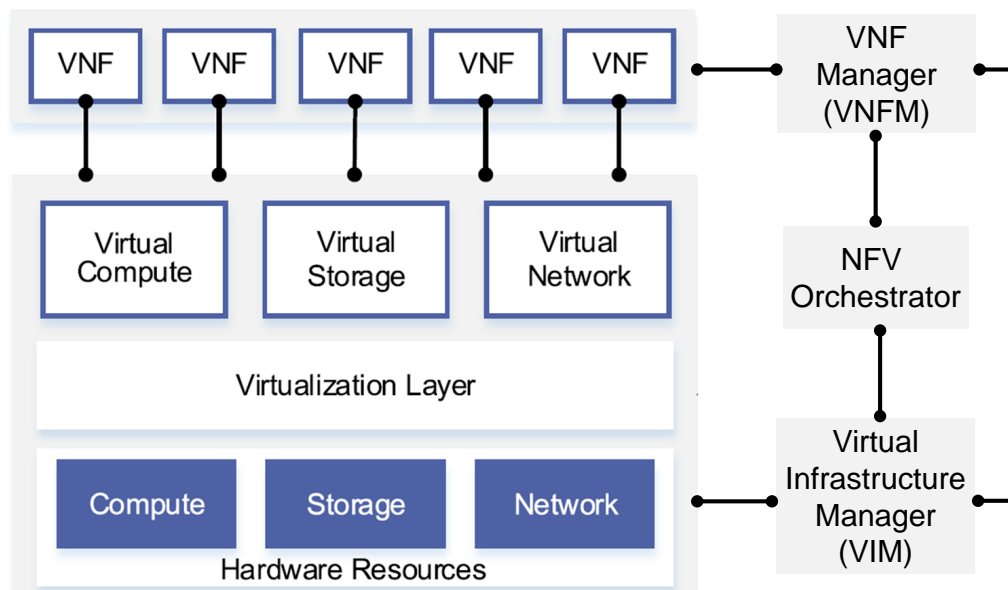 VNF
VNF
VNF
VNF
VNF
VNF
Manager
(VNFM)
Virtual
Compute
Virtual
Storage
Virtual
Network
NFV
Orchestrator
Virtualization Layer
Compute
Storage
Network
Hardware Resources
Virtual
Infrastructure
Manager
(VIM)